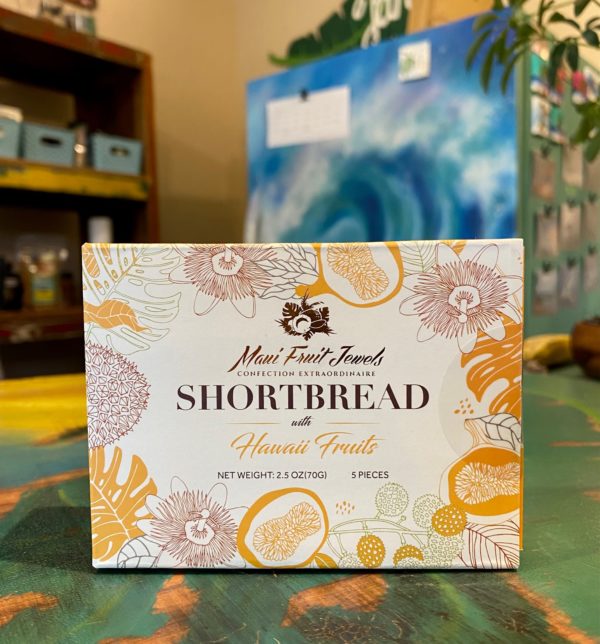 Maui Fruit Jewels
CONFECTION EXTRAORDINAIRE
SHORTBREAD
with
Hawaii Fruits
NET WEIGHT: 2.5 OZ(70G) 5 PIECES